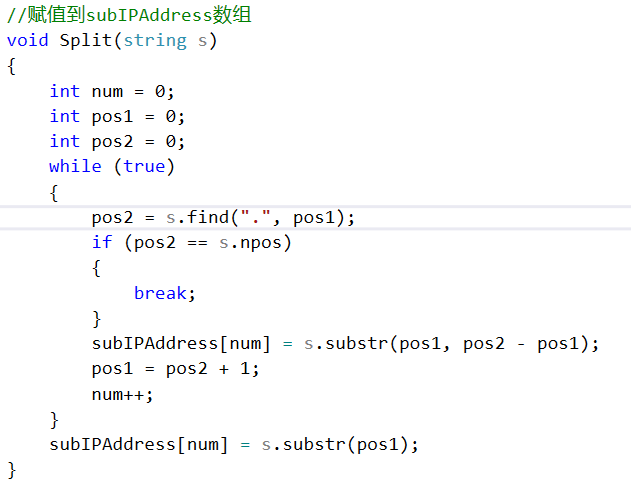 //赋值到subIPAddress数组
void Split(string s)
{
    int num = 0;
    int pos1 = 0;
    int pos2 = 0;
    while (true)
    {
        pos2 = s.find(".", pos1);
        if (pos2 == s.npos)
        {
            break;
        }
        subIPAddress[num] = s.substr(pos1, pos2 - pos1);
        pos1 = pos2 + 1;
        num++;
    }
    subIPAddress[num] = s.substr(pos1);
}